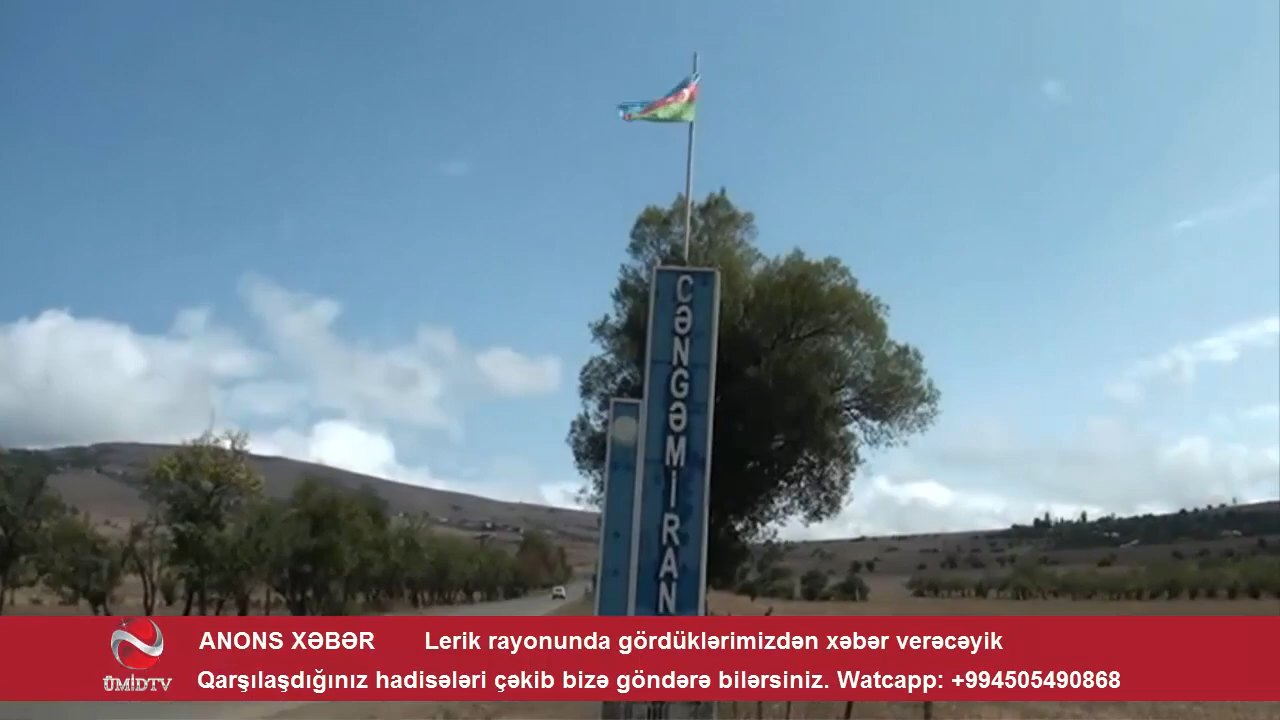 CƏNGƏMİRAN
ANONS XƏBƏR Lerik rayonunda gördüklərimizdən xəbər verəcəyik
Qarşılaşdığınız hadisələri çəkib bizə göndərə bilərsiniz. Watcapp: +994505490868
ÜMİDTV